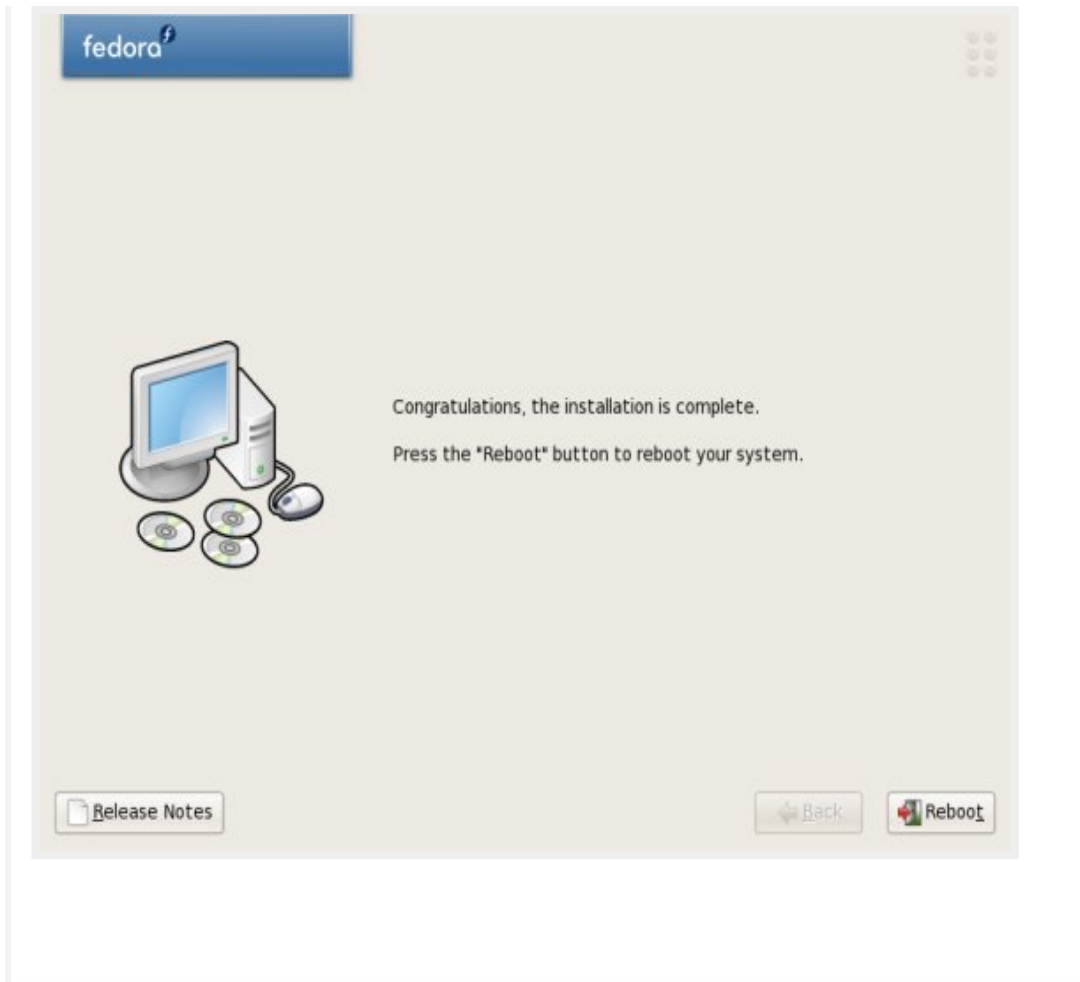 fedora
Congratulations, the installation is complete.
Press the "Reboot" button to reboot your system.
Release Notes
Back
Reboot